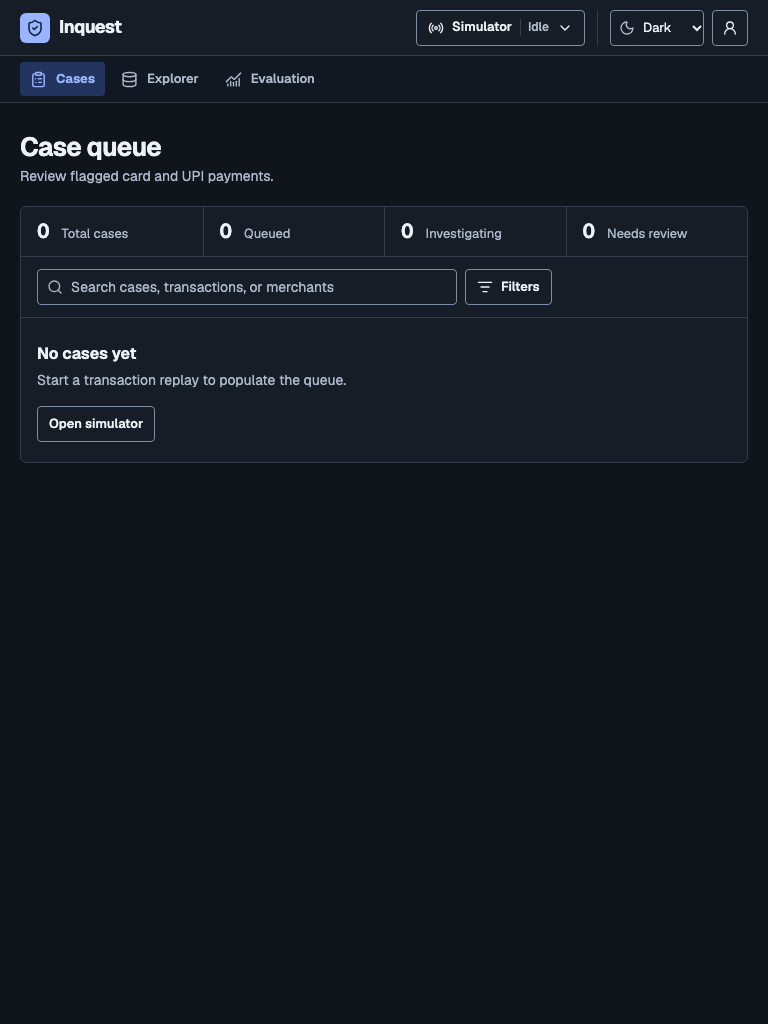 Inquest
Simulator Idle
Dark
Cases
Explorer
Evaluation
Case queue
Review flagged card and UPI payments.
0 Total cases
0 Queued
0 Investigating
0 Needs review
Search cases, transactions, or merchants
Filters
No cases yet
Start a transaction replay to populate the queue.
Open simulator